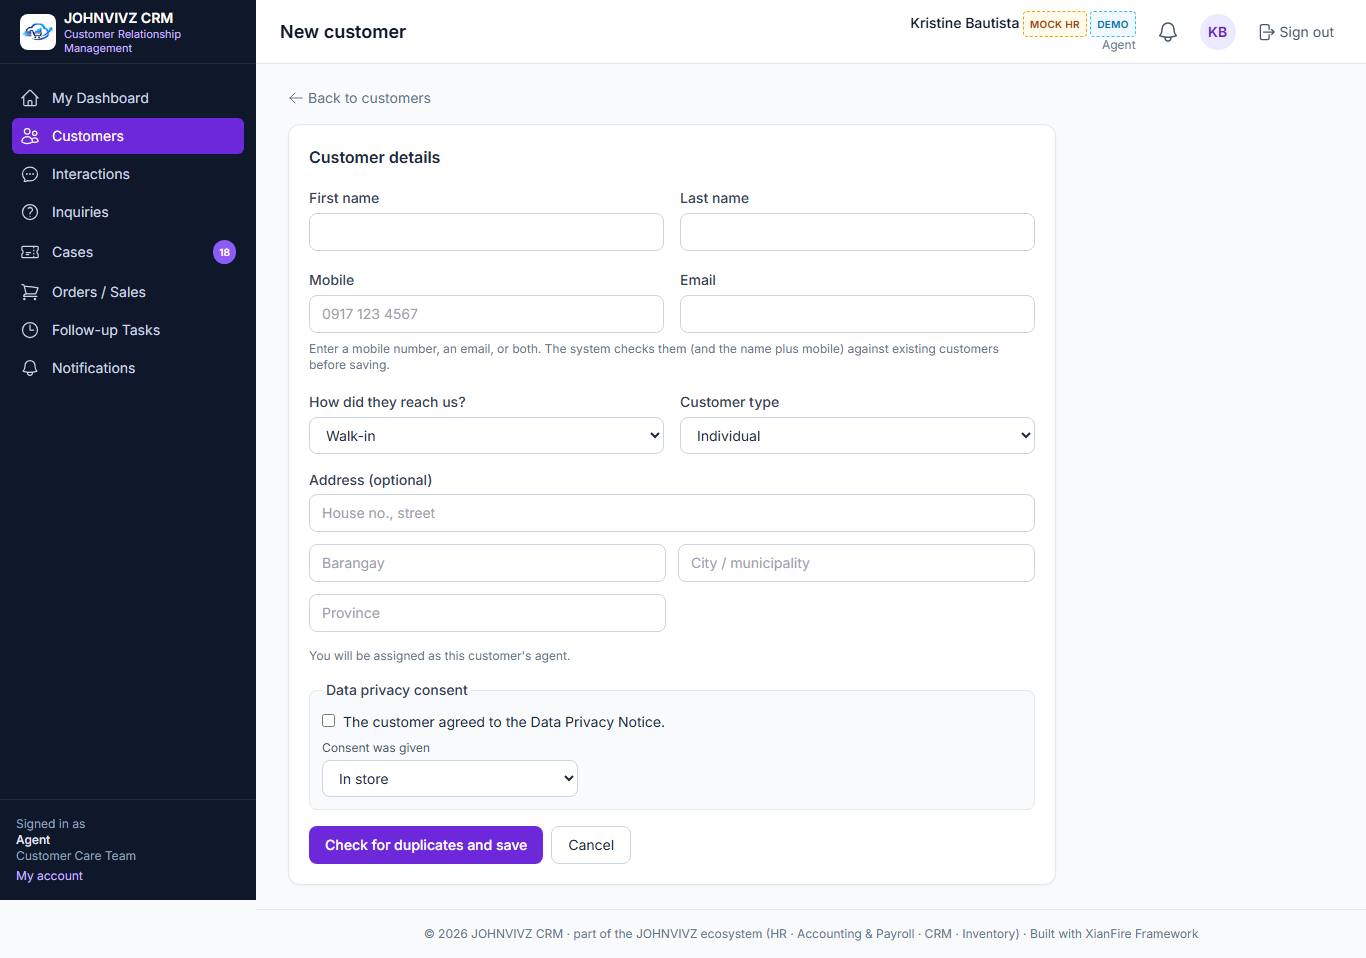 JOHNVIVZ CRM
Customer Relationship
Management
My Dashboard
Customers
Interactions
Inquiries
Cases
18
Orders / Sales
Follow-up Tasks
Notifications
Signed in as
Agent
Customer Care Team
My account
New customer
Kristine Bautista MOCK HR DEMO
Agent
KB
Sign out
Back to customers
Customer details
First name
Last name
Mobile
Email
0917 123 4567
Enter a mobile number, an email, or both. The system checks them (and the name plus mobile) against existing customers
before saving.
How did they reach us?
Customer type
Walk-in
Individual
Address (optional)
House no., street
Barangay
City / municipality
Province
You will be assigned as this customer's agent.
Data privacy consent
The customer agreed to the Data Privacy Notice.
Consent was given
In store
Check for duplicates and save
Cancel
© 2026 JOHNVIVZ CRM · part of the JOHNVIVZ ecosystem (HR · Accounting & Payroll · CRM · Inventory) · Built with XianFire Framework